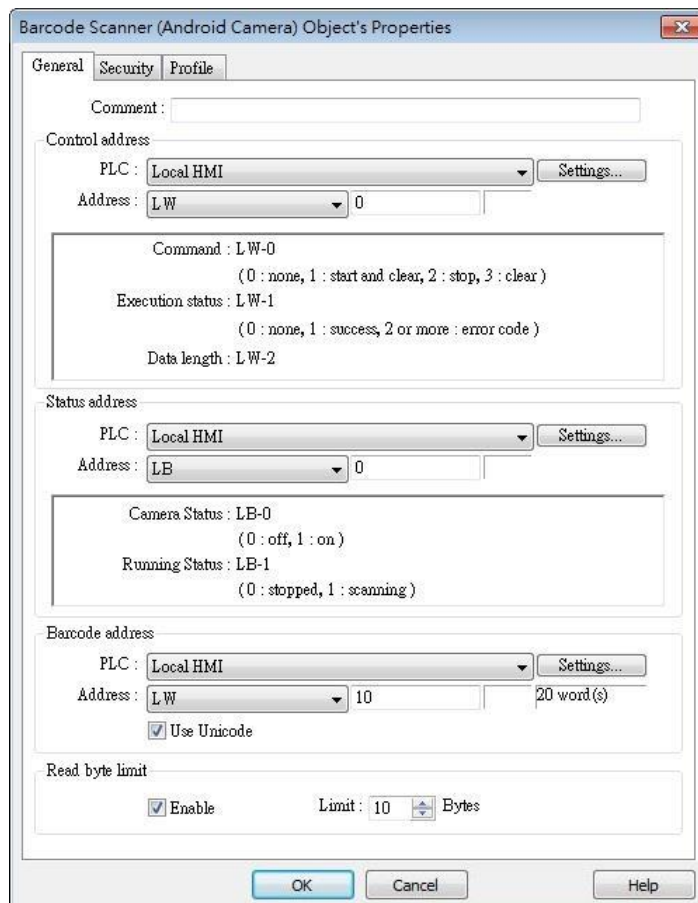 Barcode Scanner (Android Camera) Object's Properties
General Security Profile
Comment :
Control address
PLC : Local HMI Settings...
Address : LW 0
Command : LW-0
( 0 : none, 1 : start and clear, 2 : stop, 3 : clear )
Execution status : LW-1
( 0 : none, 1 : success, 2 or more : error code )
Data length : LW-2
Status address
PLC : Local HMI Settings...
Address : LB 0
Camera Status : LB-0
( 0 : off, 1 : on )
Running Status : LB-1
( 0 : stopped, 1 : scanning )
Barcode address
PLC : Local HMI Settings...
Address : LW 10 20 word(s)
Use Unicode
Read byte limit
Enable Limit : 10 Bytes
OK Cancel Help